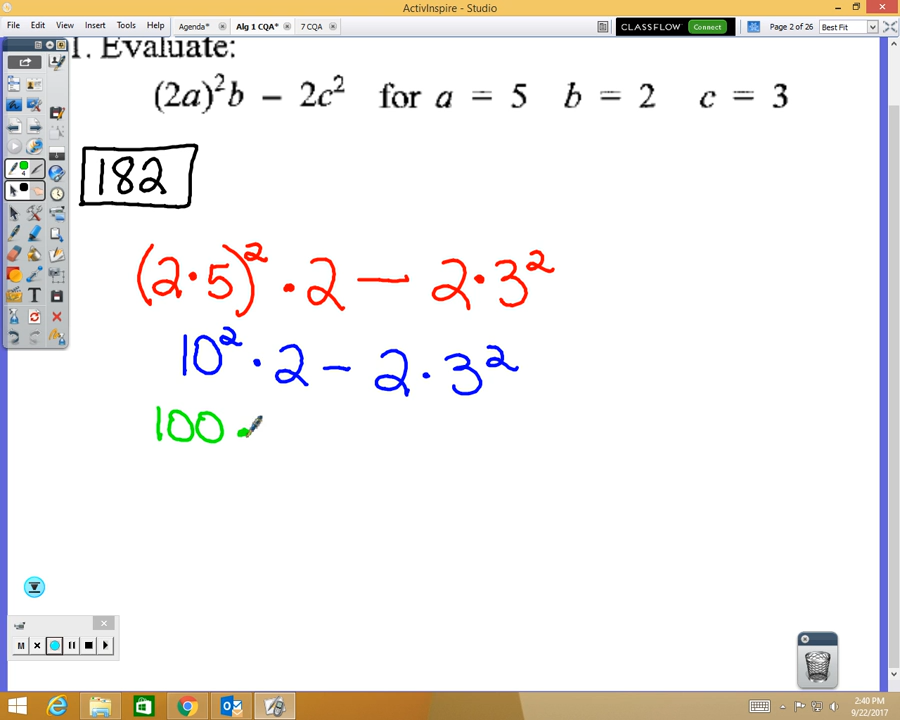 ActivInspire - Studio
File Edit View Insert Tools Help Agenda* Alg 1 CQA* 7 CQA CLASSFLOW Connect Page 2 of 26 Best Fit
1. Evaluate:
(2a)²b − 2c² for a = 5 b = 2 c = 3
182
(2·5)² · 2 — 2·3²
10² · 2 − 2 · 3²
100 ·
4
T
M
2:40 PM
9/22/2017